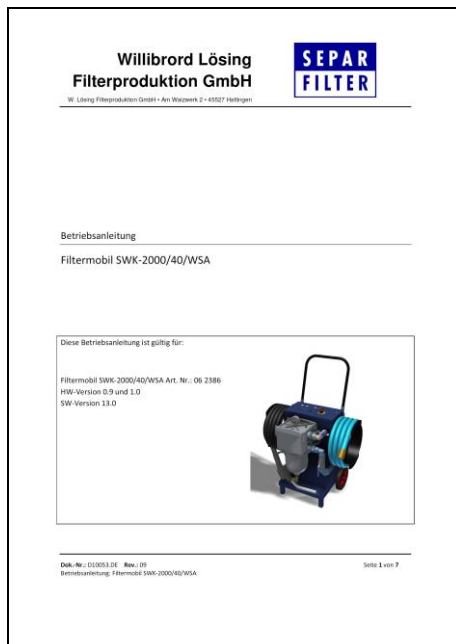 Willibrord Lösing
Filterproduktion GmbH
W. Lösing Filterproduktion GmbH • Am Walzwerk 2 • 45527 Hattingen
SEPAR
FILTER
Betriebsanleitung
Filtermobil SWK-2000/40/WSA
Diese Betriebsanleitung ist gültig für:
Filtermobil SWK-2000/40/WSA Art. Nr.: 06 2386
HW-Version 0.9 und 1.0
SW-Version 13.0
Dok.-Nr.: D10053.DE Rev.: 09
Seite 1 von 7
Betriebsanleitung: Filtermobil SWK-2000/40/WSA